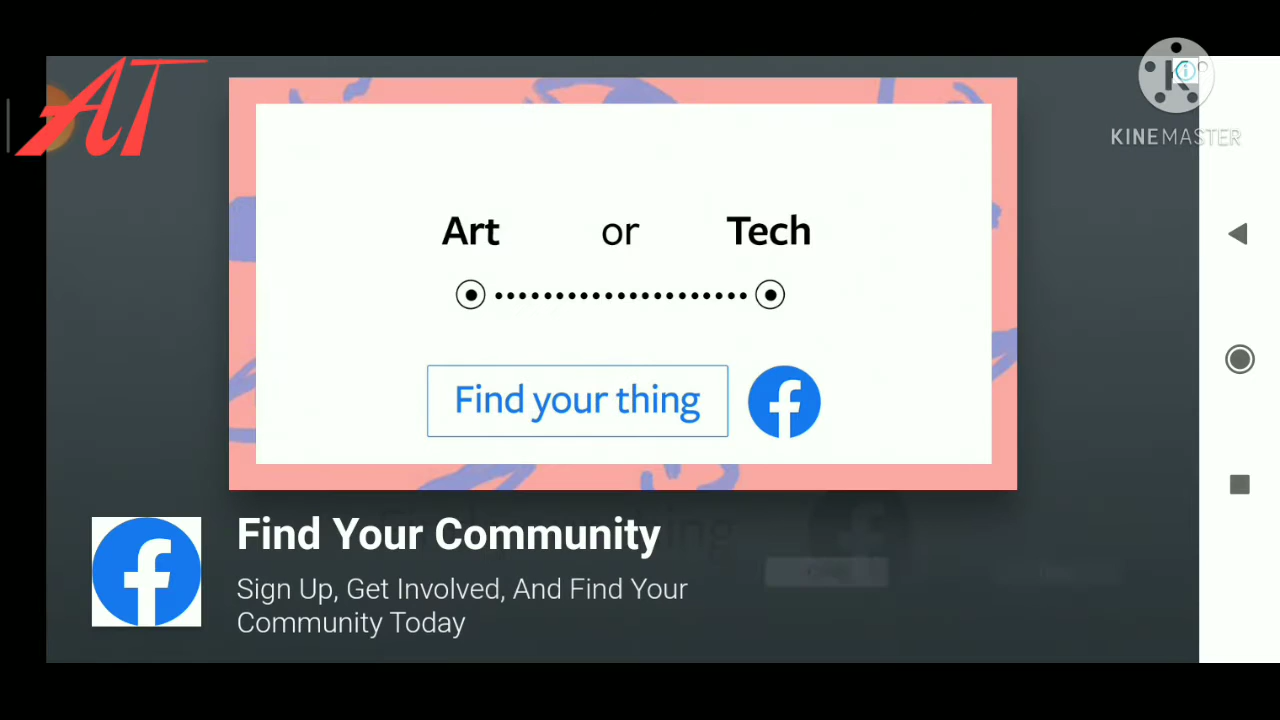 AT
KINEMASTER
Art or Tech
Find your thing
Find Your Community
Sign Up, Get Involved, And Find Your
Community Today